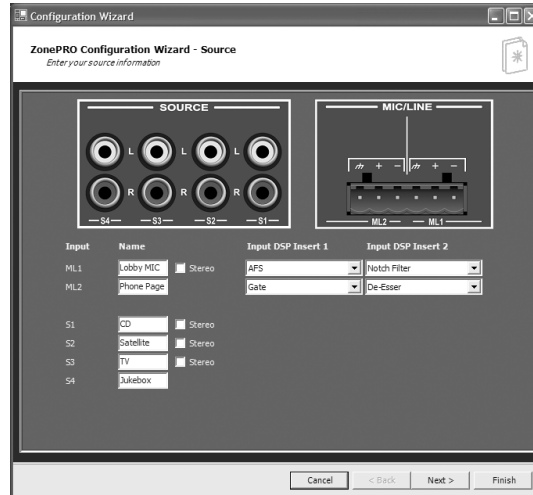 Configuration Wizard
ZonePRO Configuration Wizard - Source
Enter your source information
SOURCE
MIC/LINE
L L L
+ - + -
R R R
S4 S3 S2 S1
ML2 ML1
Input Name Input DSP Insert 1 Input DSP Insert 2
ML1 Lobby MIC Stereo AFS Notch Filter
ML2 Phone Page Gate De-Esser
S1 CD Stereo
S2 Satellite Stereo
S3 TV Stereo
S4 Jukebox
Cancel < Back Next > Finish